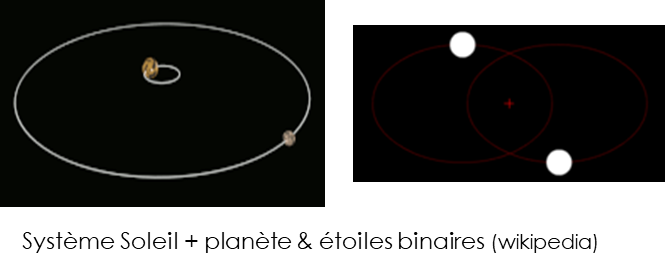 Système Soleil + planète & étoiles binaires (wikipedia)